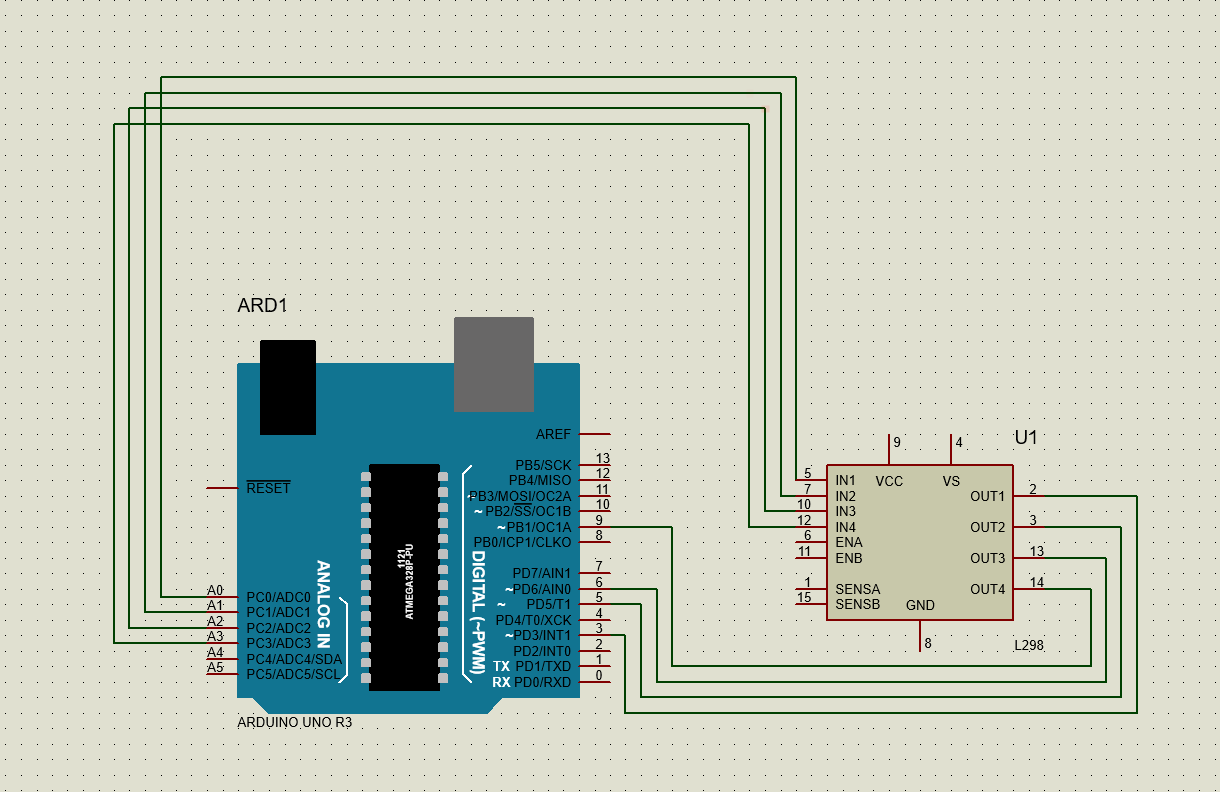 ARD1
AREF
13
PB5/SCK
12
PB4/MISO
11
PB3/MOSI/OC2A
10
~ PB2/SS/OC1B
9
~ PB1/OC1A
8
PB0/ICP1/CLKO
7
PD7/AIN1
6
~ PD6/AIN0
5
~ PD5/T1
4
PD4/T0/XCK
3
~ PD3/INT1
2
PD2/INT0
1
TX PD1/TXD
0
RX PD0/RXD
RESET
1121
ATMEGA328P-PU
ANALOG IN
DIGITAL (~PWM)
A0
PC0/ADC0
A1
PC1/ADC1
A2
PC2/ADC2
A3
PC3/ADC3
A4
PC4/ADC4/SDA
A5
PC5/ADC5/SCL
ARDUINO UNO R3
U1
9
4
VCC
VS
5
IN1
7
IN2
10
IN3
12
IN4
6
ENA
11
ENB
1
SENSA
15
SENSB
GND
8
OUT1
2
OUT2
3
OUT3
13
OUT4
14
L298